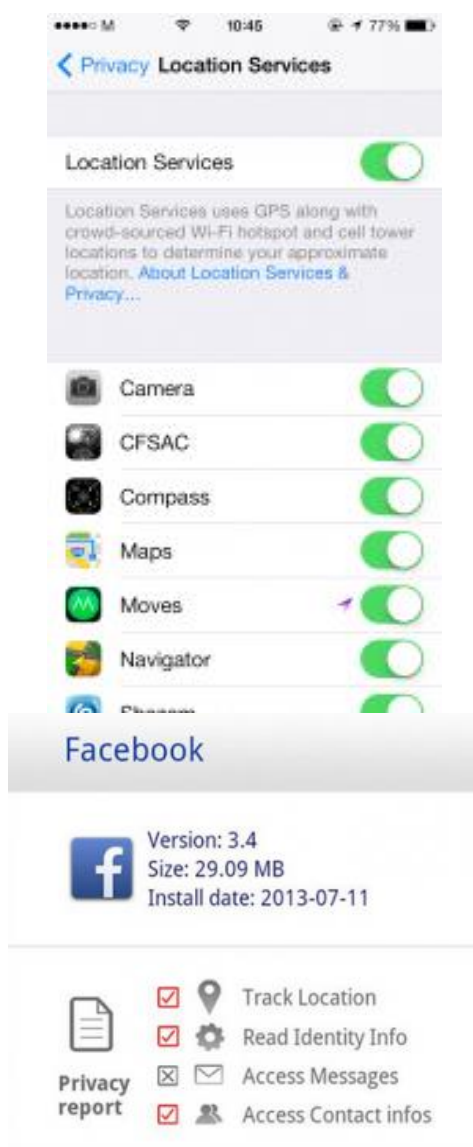 M 10:45 77%
Privacy Location Services
Location Services
Location Services uses GPS along with
crowd-sourced Wi-Fi hotspot and cell tower
locations to determine your approximate
location. About Location Services &
Privacy...
Camera
CFSAC
Compass
Maps
Moves
Navigator
Shazam
Facebook
f
Version: 3.4
Size: 29.09 MB
Install date: 2013-07-11
Privacy
report
Track Location
Read Identity Info
Access Messages
Access Contact infos